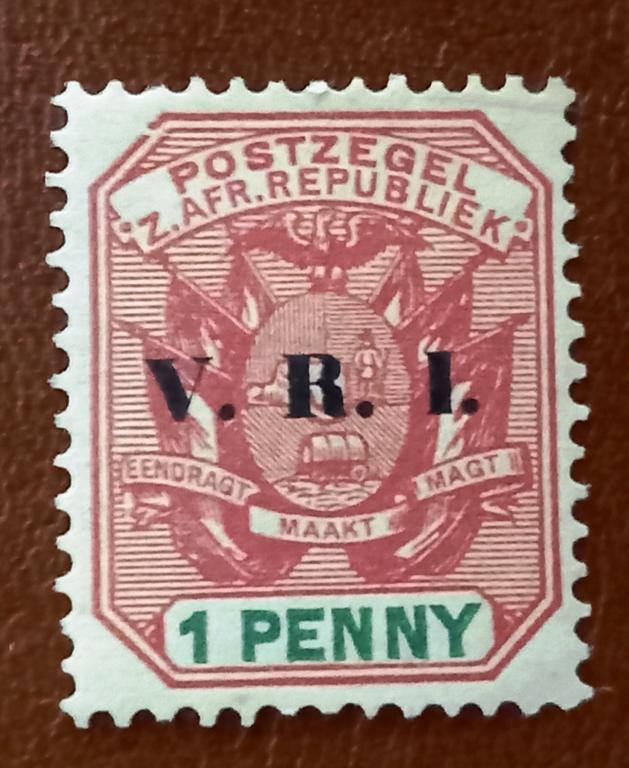 POSTZEGEL
Z.AFR.REPUBLIEK
V. R. I.
EENDRAGT MAAKT MAGT
1 PENNY